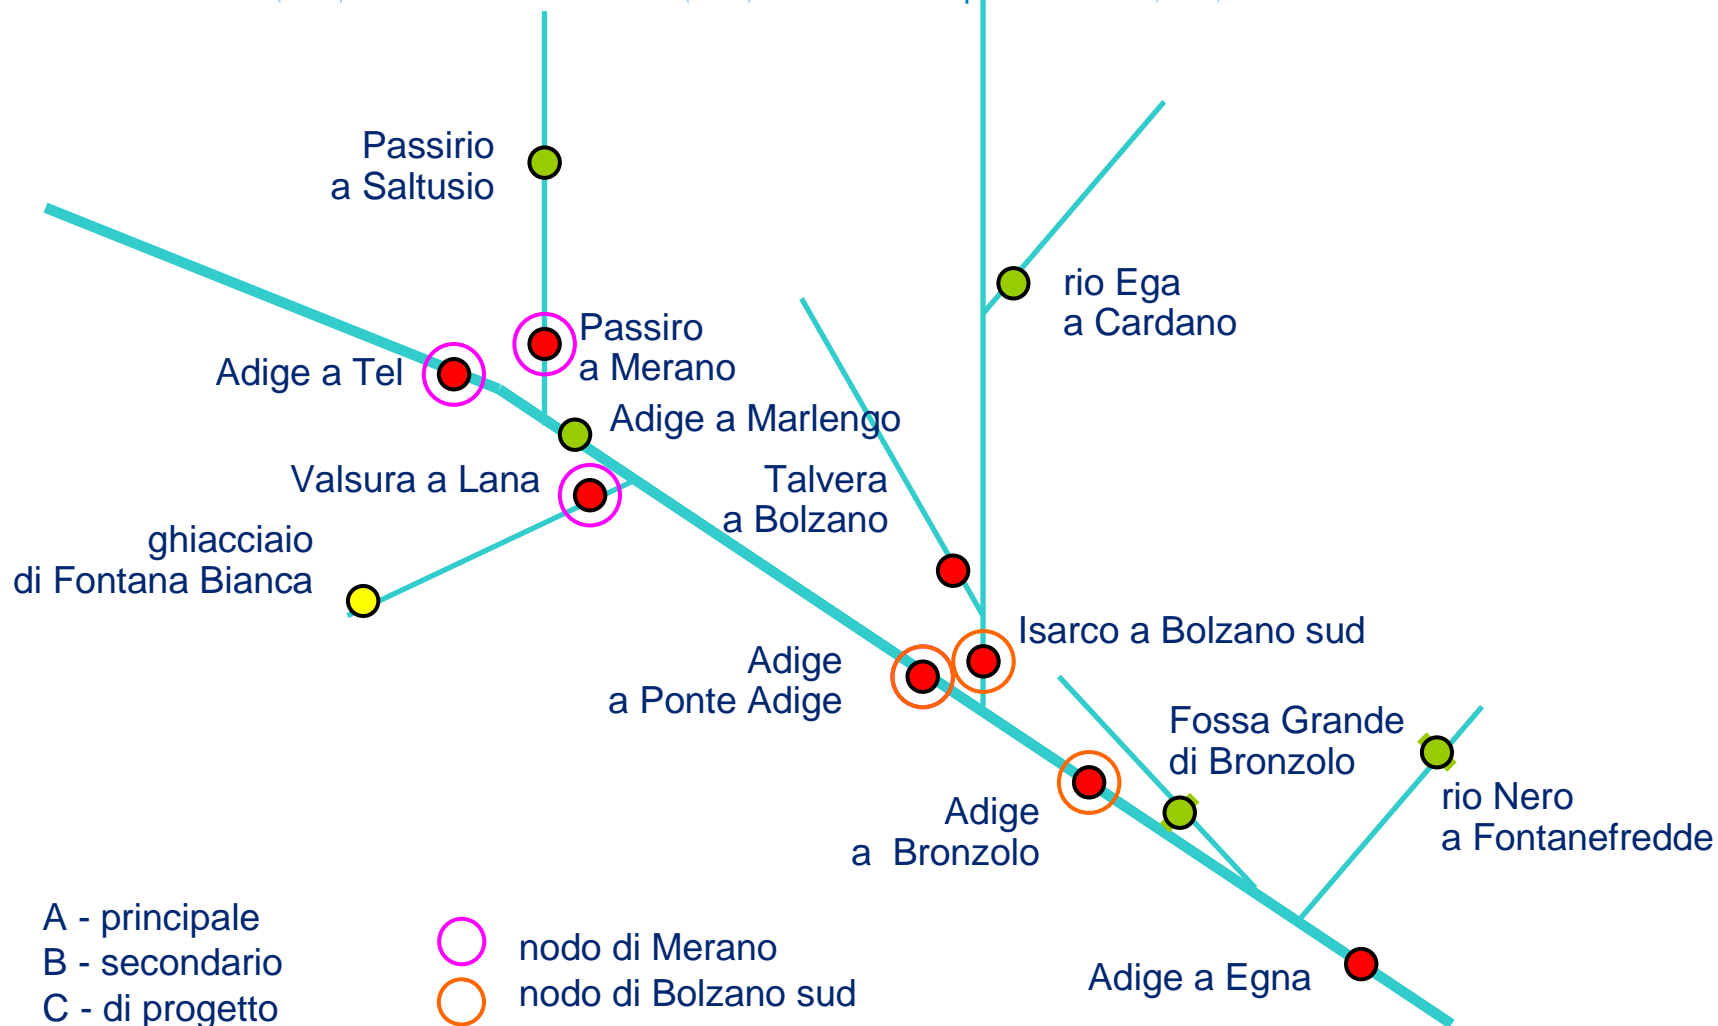 Passirio
a Saltusio
rio Ega
a Cardano
Passiro
a Merano
Adige a Tel
Adige a Marlengo
Valsura a Lana
Talvera
a Bolzano
ghiacciaio
di Fontana Bianca
Isarco a Bolzano sud
Adige
a Ponte Adige
Fossa Grande
di Bronzolo
rio Nero
a Fontanefredde
Adige
a Bronzolo
A - principale
B - secondario
C - di progetto
nodo di Merano
nodo di Bolzano sud
Adige a Egna